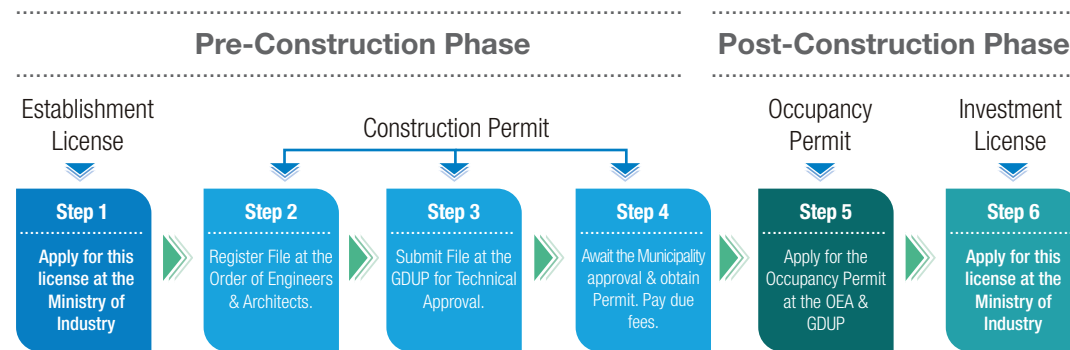 Pre-Construction Phase
Post-Construction Phase
Establishment
License
Construction Permit
Occupancy
Permit
Investment
License
Step 1
Apply for this
license at the
Ministry of
Industry
Step 2
Register File at the
Order of Engineers
& Architects.
Step 3
Submit File at the
GDUP for Technical
Approval.
Step 4
Await the Municipality
approval & obtain
Permit. Pay due
fees.
Step 5
Apply for the
Occupancy Permit
at the OEA &
GDUP
Step 6
Apply for this
license at the
Ministry of
Industry